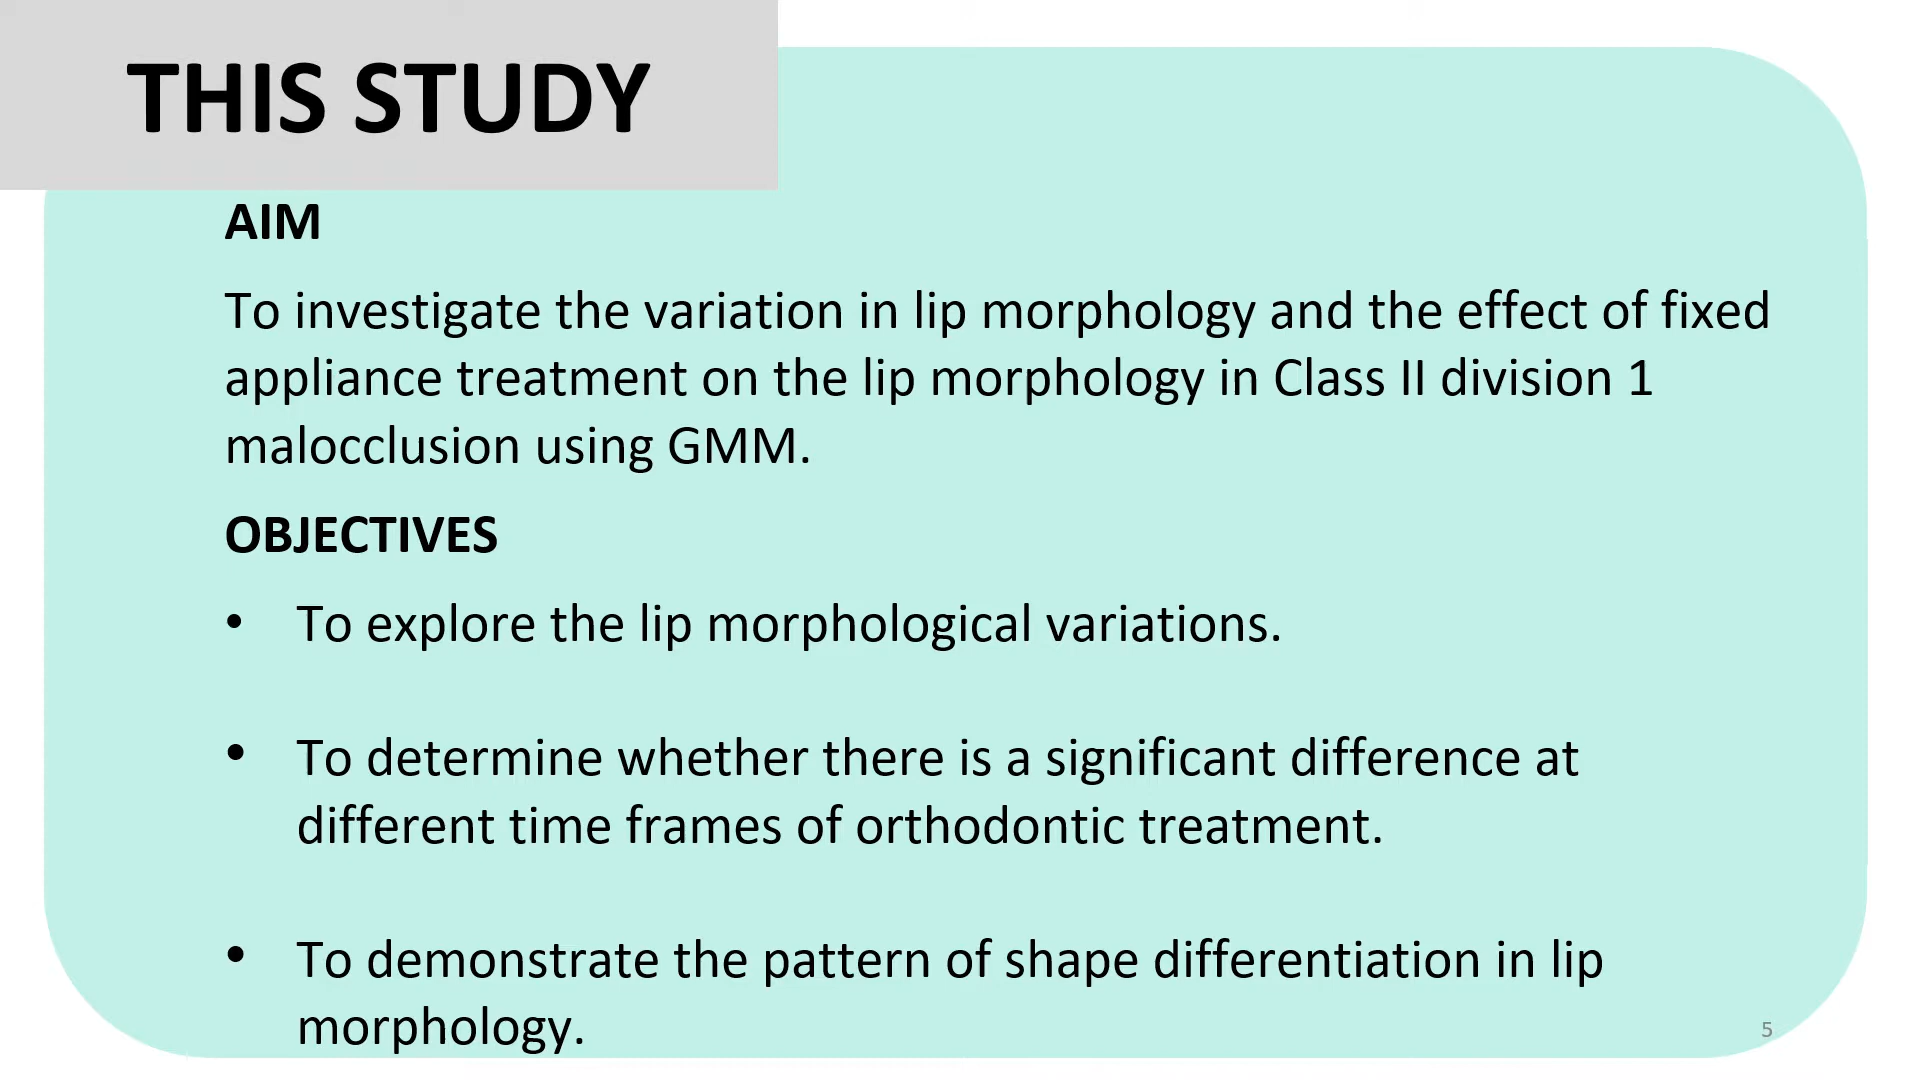 THIS STUDY
AIM
To investigate the variation in lip morphology and the effect of fixed
appliance treatment on the lip morphology in Class II division 1
malocclusion using GMM.
OBJECTIVES
• To explore the lip morphological variations.
• To determine whether there is a significant difference at
different time frames of orthodontic treatment.
• To demonstrate the pattern of shape differentiation in lip
morphology.
5